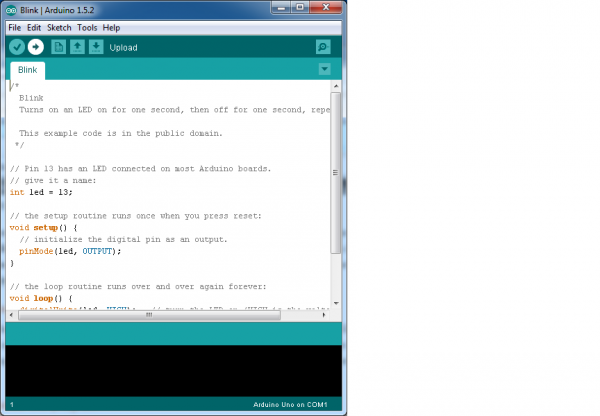 Blink | Arduino 1.5.2
File Edit Sketch Tools Help
Upload
Blink
/*
Blink
Turns on an LED on for one second, then off for one second, repe
This example code is in the public domain.
*/
// Pin 13 has an LED connected on most Arduino boards.
// give it a name:
int led = 13;
// the setup routine runs once when you press reset:
void setup() {
// initialize the digital pin as an output.
pinMode(led, OUTPUT);
}
// the loop routine runs over and over again forever:
void loop() {
1
Arduino Uno on COM1